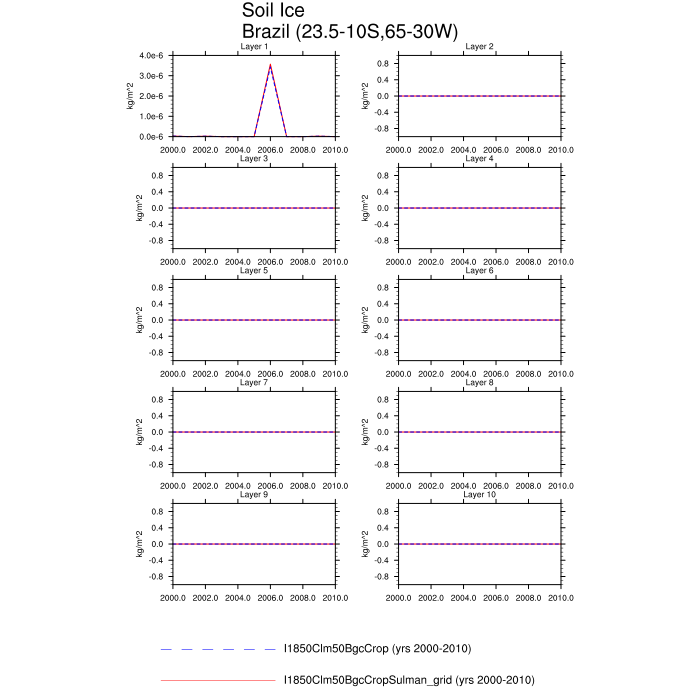 Soil Ice
Brazil (23.5-10S,65-30W)
Layer 1
Layer 2
4.0e-6
3.0e-6
2.0e-6
1.0e-6
0.0e-6
kg/m^2
2000.0 2002.0 2004.0 2006.0 2008.0 2010.0
0.8
0.4
0.0
-0.4
-0.8
2000.0 2002.0 2004.0 2006.0 2008.0 2010.0
Layer 3
Layer 4
0.8
0.4
0.0
-0.4
-0.8
kg/m^2
2000.0 2002.0 2004.0 2006.0 2008.0 2010.0
0.8
0.4
0.0
-0.4
-0.8
kg/m^2
2000.0 2002.0 2004.0 2006.0 2008.0 2010.0
Layer 5
Layer 6
0.8
0.4
0.0
-0.4
-0.8
kg/m^2
2000.0 2002.0 2004.0 2006.0 2008.0 2010.0
0.8
0.4
0.0
-0.4
-0.8
kg/m^2
2000.0 2002.0 2004.0 2006.0 2008.0 2010.0
Layer 7
Layer 8
0.8
0.4
0.0
-0.4
-0.8
kg/m^2
2000.0 2002.0 2004.0 2006.0 2008.0 2010.0
0.8
0.4
0.0
-0.4
-0.8
kg/m^2
2000.0 2002.0 2004.0 2006.0 2008.0 2010.0
Layer 9
Layer 10
0.8
0.4
0.0
-0.4
-0.8
kg/m^2
2000.0 2002.0 2004.0 2006.0 2008.0 2010.0
0.8
0.4
0.0
-0.4
-0.8
kg/m^2
2000.0 2002.0 2004.0 2006.0 2008.0 2010.0
I1850Clm50BgcCrop (yrs 2000-2010)
I1850Clm50BgcCropSulman_grid (yrs 2000-2010)